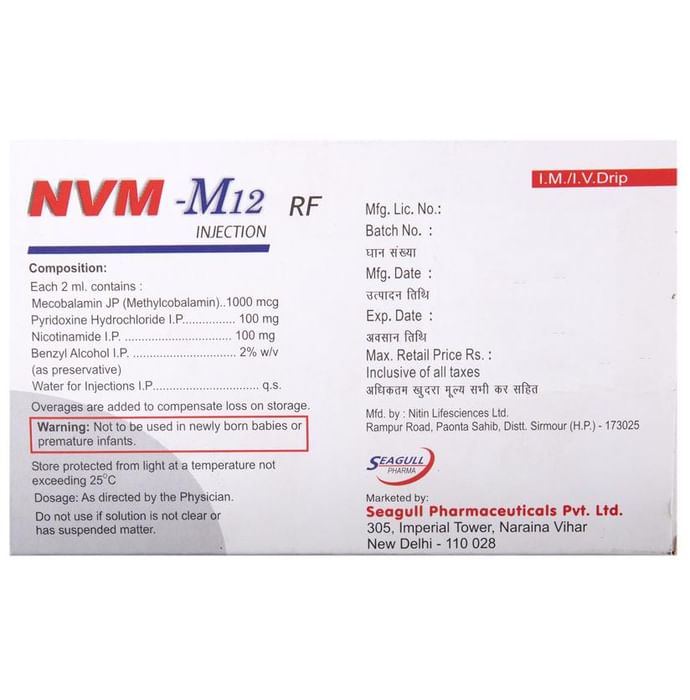 NVM -M12 RF
INJECTION
Composition:
Each 2 ml. contains :
Mecobalamin JP (Methylcobalamin)..1000 mcg
Pyridoxine Hydrochloride I.P................ 100 mg
Nicotinamide I.P. ........................... 100 mg
Benzyl Alcohol I.P. .......................... 2% w/v
(as preservative)
Water for Injections I.P........................... q.s.
Overages are added to compensate loss on storage.
Warning: Not to be used in newly born babies or
premature infants.
Store protected from light at a temperature not
exceeding 25°C
Dosage: As directed by the Physician.
Do not use if solution is not clear or
has suspended matter.
I.M./I.V.Drip
Mfg. Lic. No.:
Batch No. :
घान संख्या
Mfg. Date :
उत्पादन तिथि
Exp. Date :
अवसान तिथि
Max. Retail Price Rs. :
Inclusive of all taxes
अधिकतम खुदरा मूल्य सभी कर सहित
Mfd. by : Nitin Lifesciences Ltd.
Rampur Road, Paonta Sahib, Distt. Sirmour (H.P.) - 173025
SEAGULL
PHARMA
Marketed by:
Seagull Pharmaceuticals Pvt. Ltd.
305, Imperial Tower, Naraina Vihar
New Delhi - 110 028